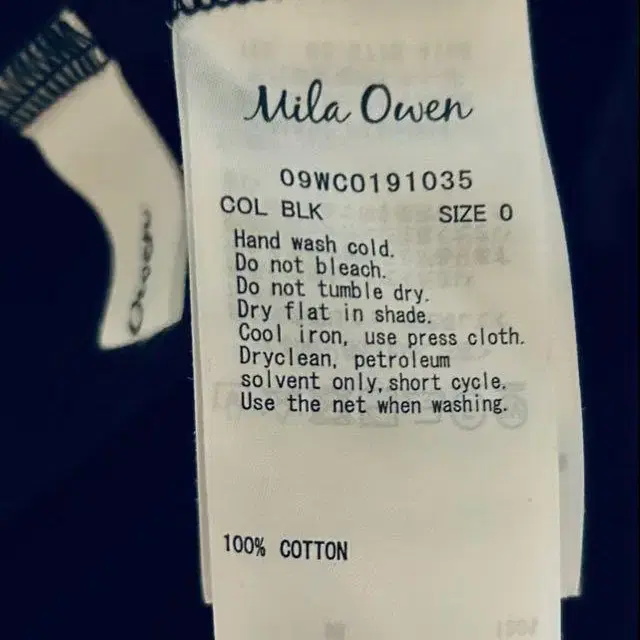 Mila Owen
09WCO191035
COL BLK SIZE 0
Hand wash cold.
Do not bleach.
Do not tumble dry.
Dry flat in shade.
Cool iron, use press cloth.
Dryclean, petroleum
solvent only, short cycle.
Use the net when washing.
100% COTTON
Owen